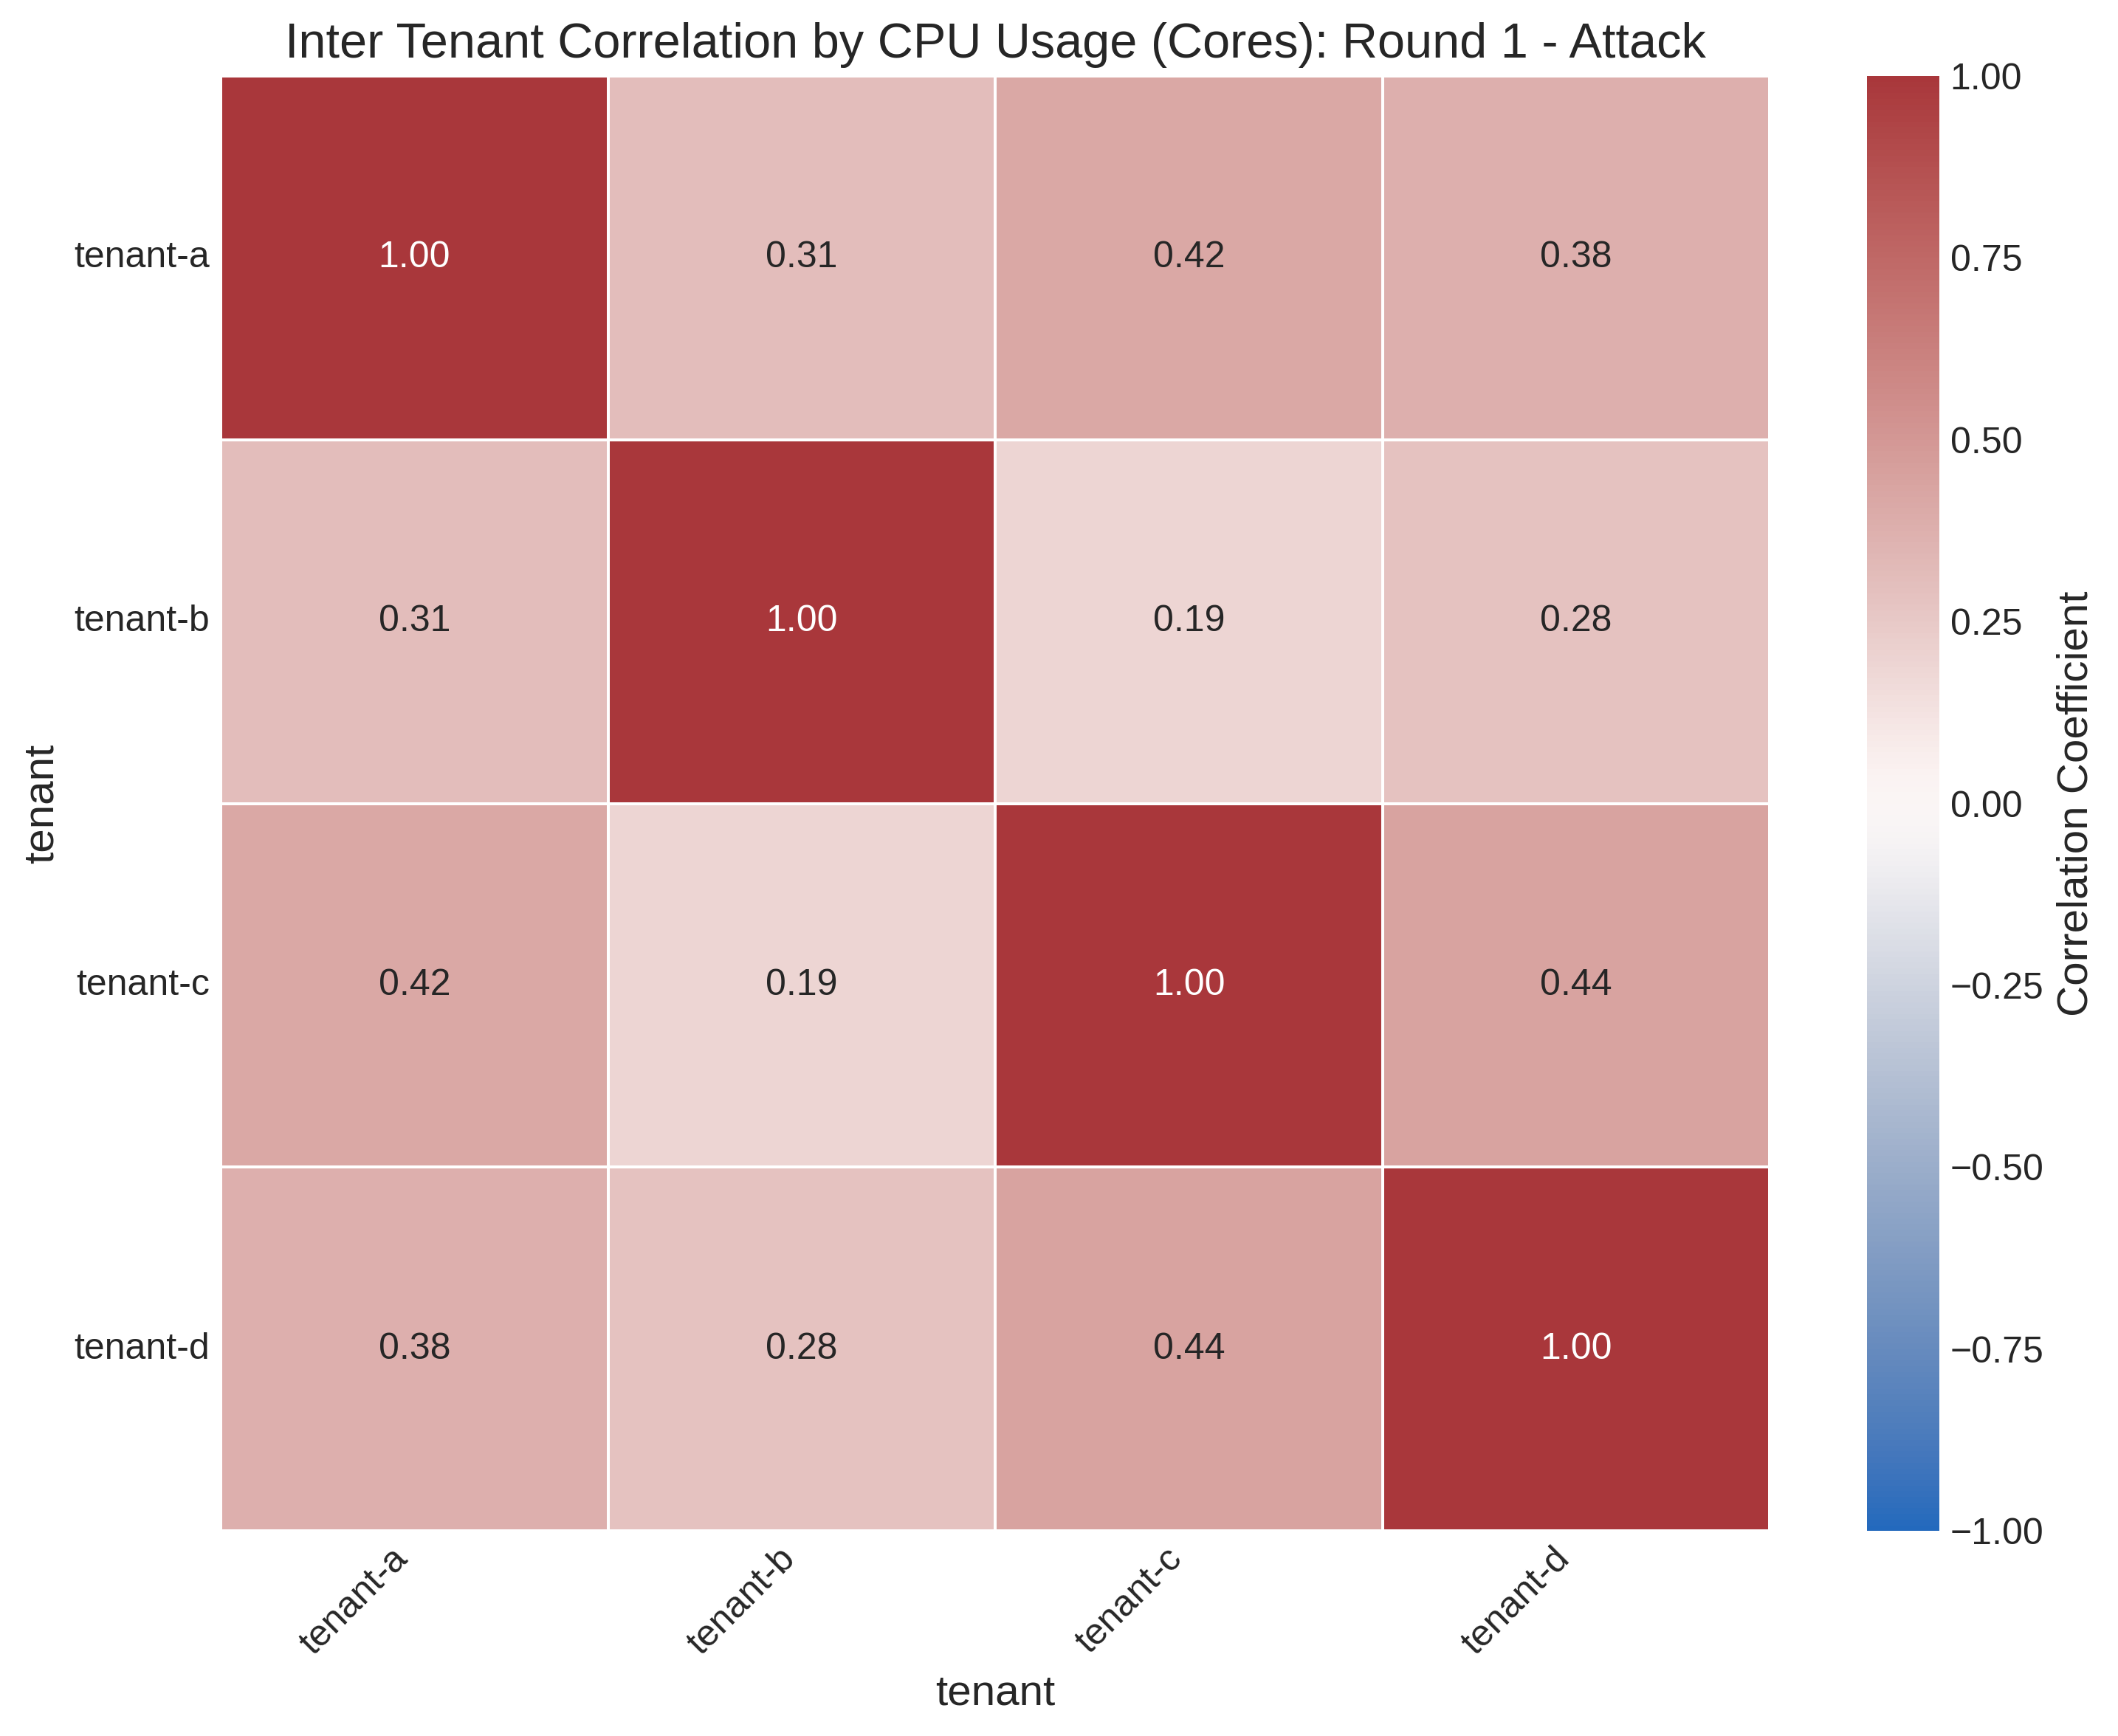 Inter Tenant Correlation by CPU Usage (Cores): Round 1 - Attack
tenant
tenant-a
1.00 0.31 0.42 0.38
tenant-b
0.31 1.00 0.19 0.28
tenant-c
0.42 0.19 1.00 0.44
tenant-d
0.38 0.28 0.44 1.00
tenant-a tenant-b tenant-c tenant-d
tenant
1.00
0.75
0.50
0.25
0.00
−0.25
−0.50
−0.75
−1.00
Correlation Coefficient